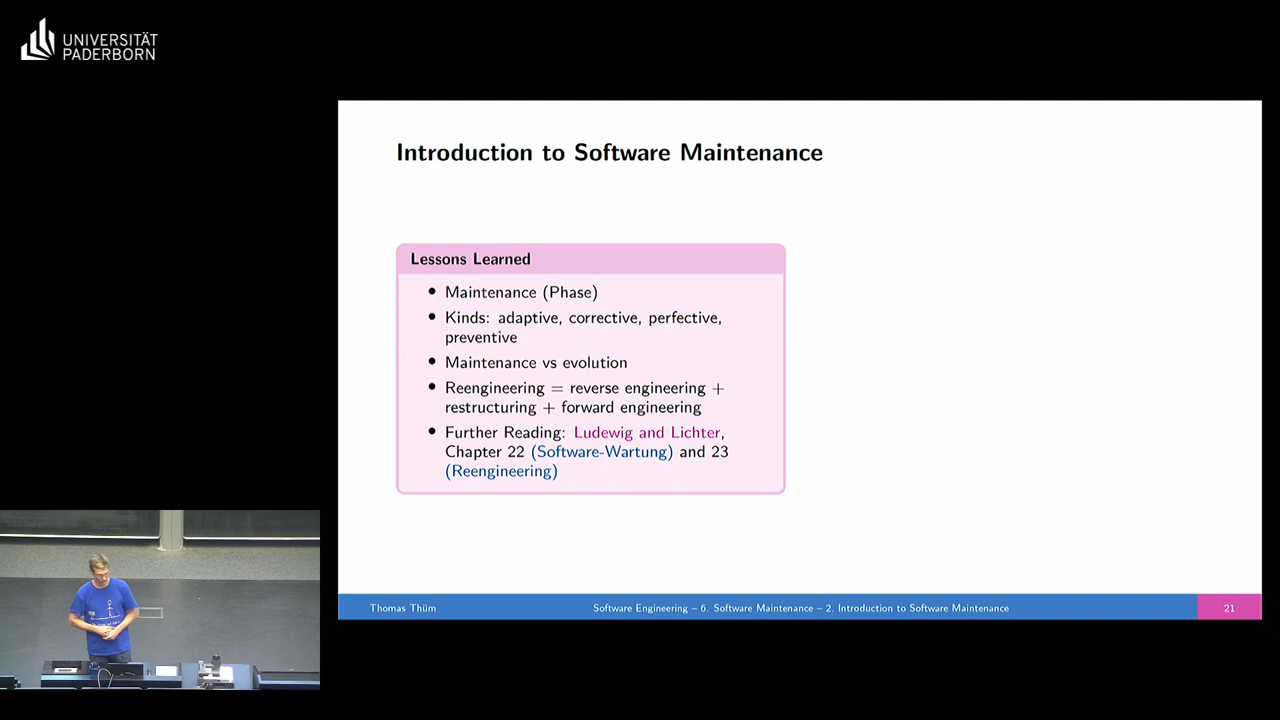 UNIVERSITÄT
PADERBORN
Introduction to Software Maintenance
Lessons Learned
• Maintenance (Phase)
• Kinds: adaptive, corrective, perfective,
preventive
• Maintenance vs evolution
• Reengineering = reverse engineering +
restructuring + forward engineering
• Further Reading: Ludewig and Lichter,
Chapter 22 (Software-Wartung) and 23
(Reengineering)
Thomas Thüm
Software Engineering – 6. Software Maintenance – 2. Introduction to Software Maintenance
21